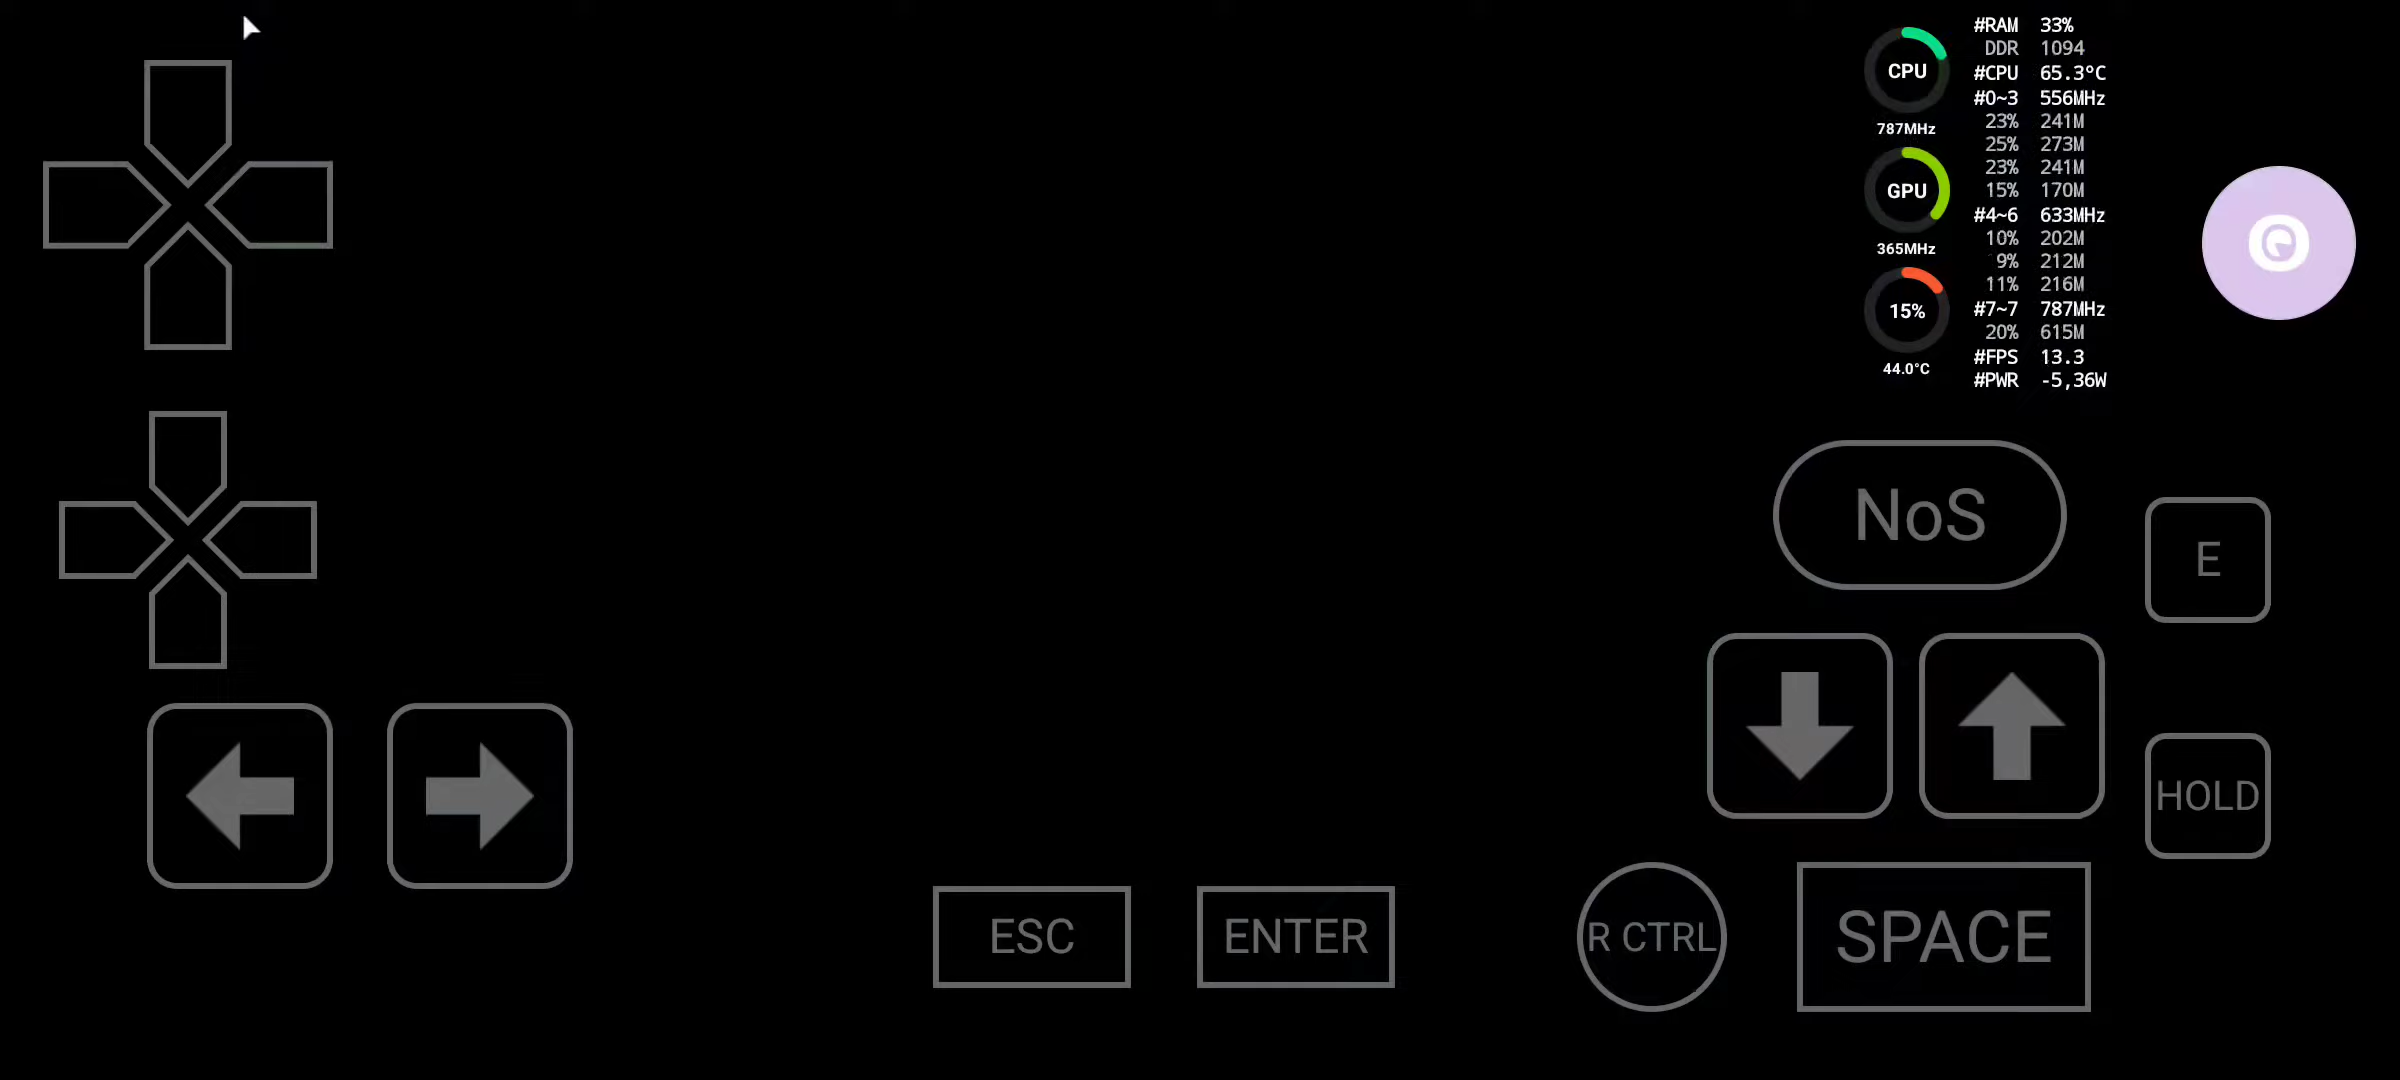 CPU
787MHz
GPU
365MHz
15%
44.0°C
#RAM 33%
DDR 1094
#CPU 65.3°C
#0~3 556MHz
23% 241M
25% 273M
23% 241M
15% 170M
#4~6 633MHz
10% 202M
9% 212M
11% 216M
#7~7 787MHz
20% 615M
#FPS 13.3
#PWR -5,36W
NoS
E
HOLD
ESC
ENTER
R CTRL
SPACE